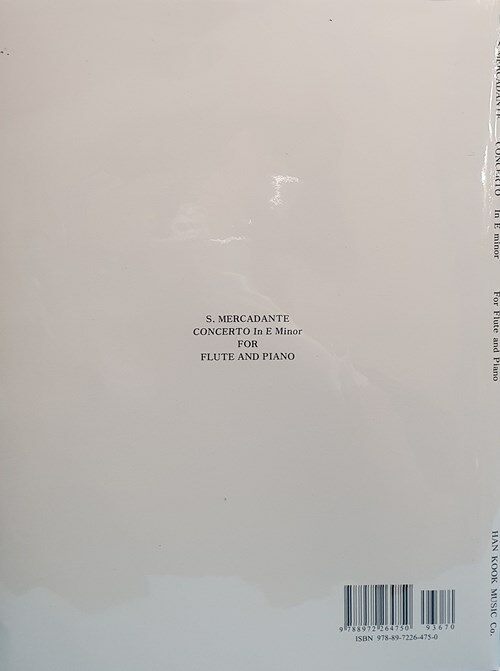 S. MERCADANTE
CONCERTO In E Minor
FOR
FLUTE AND PIANO
S. MERCADANTE CONCERTO In E minor For Flute and Piano HAN KOOK MUSIC Co.
9 788972 264750
93670
ISBN 978-89-7226-475-0